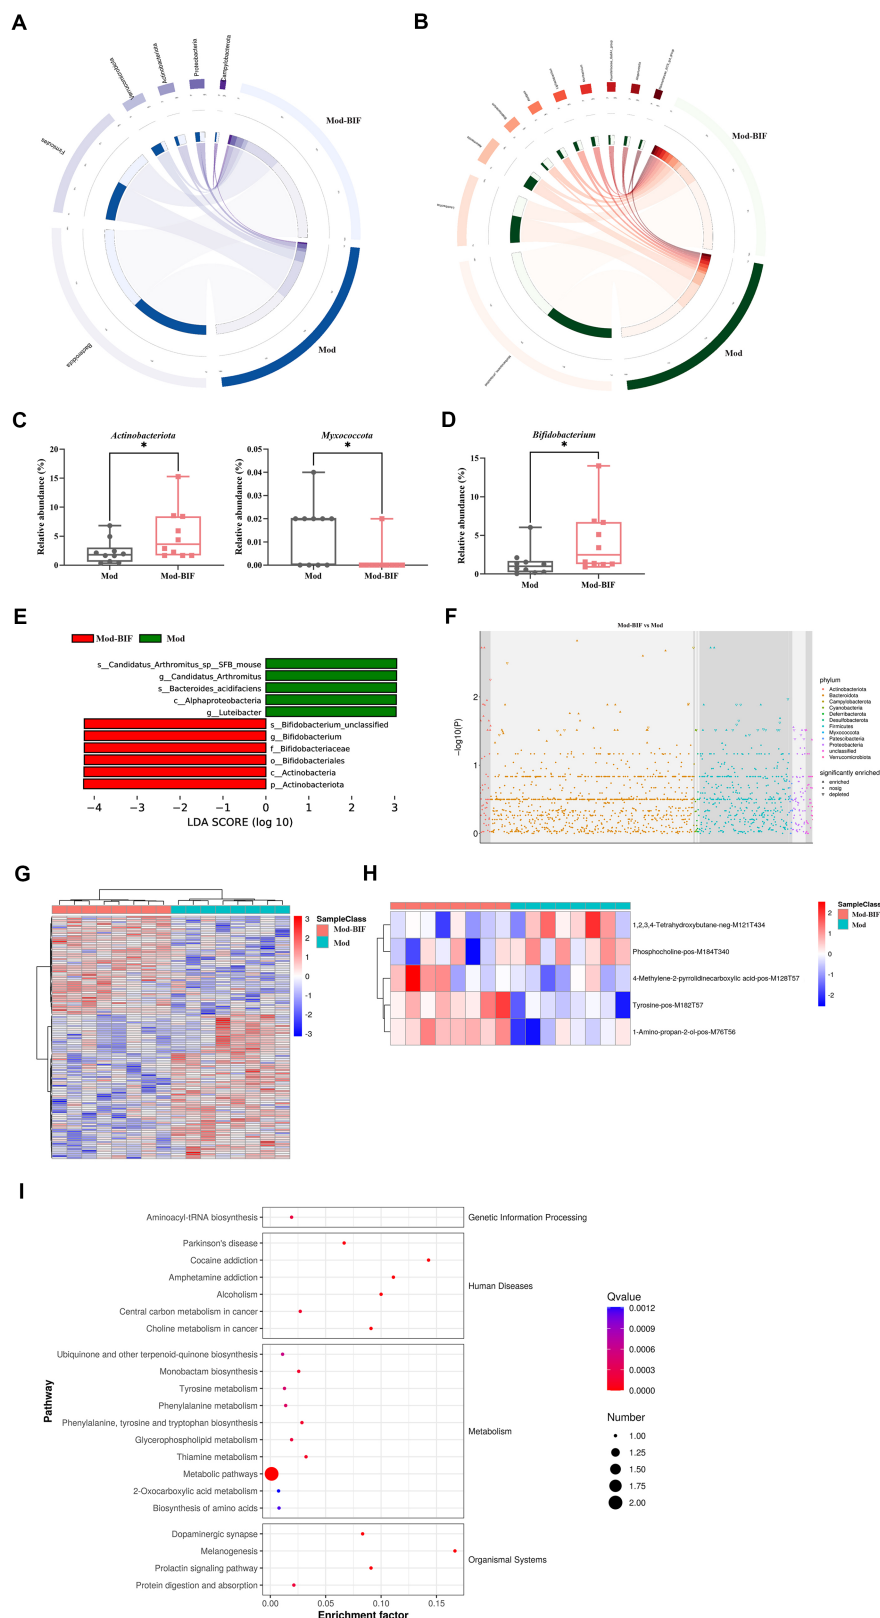 A
B
Campylobacterota
Proteobacteria
Actinobacteriota
Verrucomicrobiota
Firmicutes
Bacteroidota
Mod-BIF
Mod
Mod-BIF
Mod
C
D
Actinobacteriota
*
Relative abundance (%)
20
15
10
5
0
Mod
Mod-BIF
Myxococcota
*
Relative abundance (%)
0.05
0.04
0.03
0.02
0.01
0.00
Mod
Mod-BIF
Bifidobacterium
*
Relative abundance (%)
15
10
5
0
Mod
Mod-BIF
E
Mod-BIF
Mod
s__Candidatus_Arthromitus_sp__SFB_mouse
g__Candidatus_Arthromitus
s__Bacteroides_acidifaciens
c__Alphaproteobacteria
g__Luteibacter
s__Bifidobacterium_unclassified
g__Bifidobacterium
f__Bifidobacteriaceae
o__Bifidobacteriales
c__Actinobacteria
p__Actinobacteriota
−4 −3 −2 −1 0 1 2 3
LDA SCORE (log 10)
F
Mod-BIF vs Mod
−log10(P)
2
1
0
phylum
Actinobacteriota
Bacteroidota
Campylobacterota
Cyanobacteria
Deferribacterota
Desulfobacterota
Firmicutes
Myxococcota
Patescibacteria
Proteobacteria
unclassified
Verrucomicrobiota
significantly enriched
enriched
nosig
depleted
G
3
2
1
0
-1
-2
-3
SampleClass
Mod-BIF
Mod
H
1,2,3,4-Tetrahydroxybutane-neg-M121T434
Phosphocholine-pos-M184T340
4-Methylene-2-pyrrolidinecarboxylic acid-pos-M128T57
Tyrosine-pos-M182T57
1-Amino-propan-2-ol-pos-M76T56
2
1
0
-1
-2
SampleClass
Mod-BIF
Mod
I
Pathway
Aminoacyl-tRNA biosynthesis
Genetic Information Processing
Parkinson's disease
Cocaine addiction
Amphetamine addiction
Alcoholism
Central carbon metabolism in cancer
Choline metabolism in cancer
Human Diseases
Ubiquinone and other terpenoid-quinone biosynthesis
Monobactam biosynthesis
Tyrosine metabolism
Phenylalanine metabolism
Phenylalanine, tyrosine and tryptophan biosynthesis
Glycerophospholipid metabolism
Thiamine metabolism
Metabolic pathways
2-Oxocarboxylic acid metabolism
Biosynthesis of amino acids
Metabolism
Dopaminergic synapse
Melanogenesis
Prolactin signaling pathway
Protein digestion and absorption
Organismal Systems
0.00 0.05 0.10 0.15
Enrichment factor
Qvalue
0.0012
0.0009
0.0006
0.0003
0.0000
Number
1.00
1.25
1.50
1.75
2.00